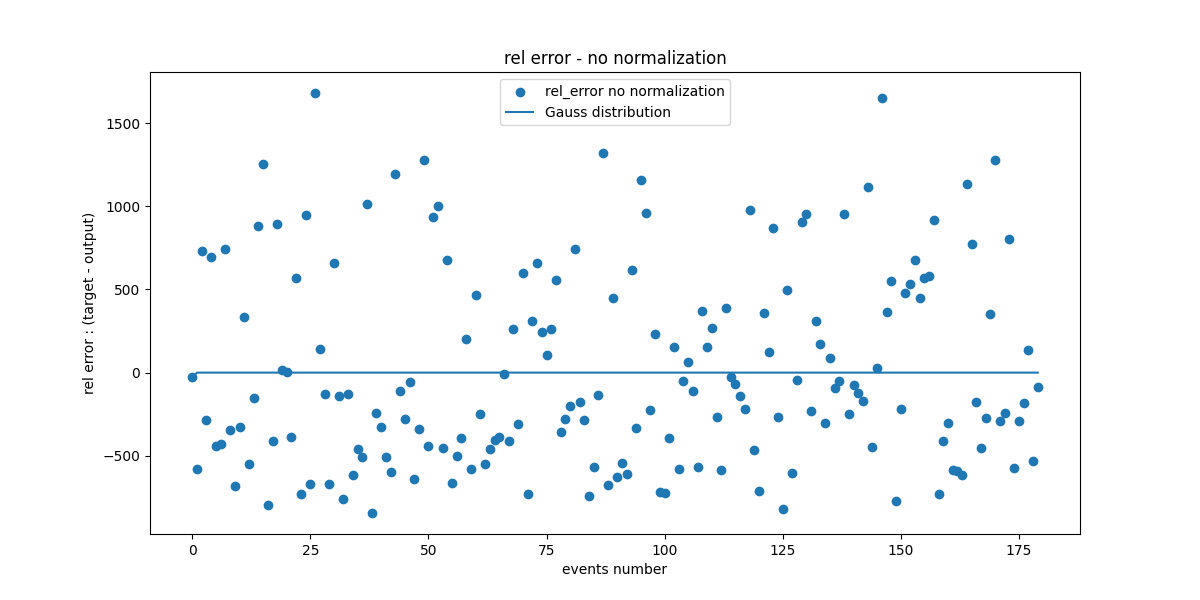 rel error - no normalization
rel_error no normalization
Gauss distribution
rel error : (target - output)
1500
1000
500
0
−500
0 25 50 75 100 125 150 175
events number